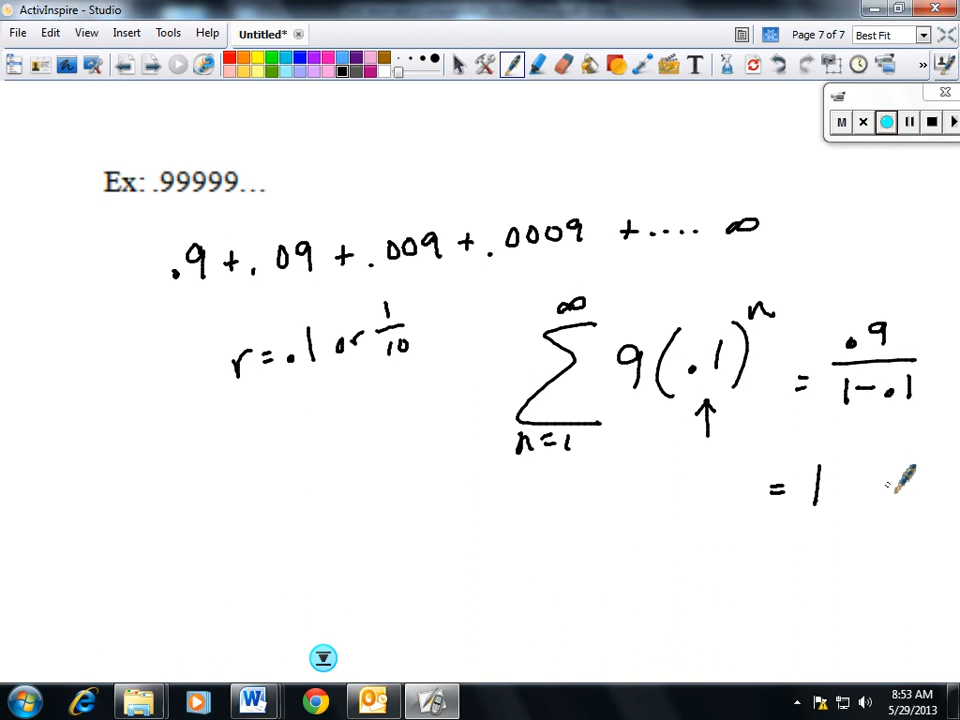 ActivInspire - Studio
File Edit View Insert Tools Help Untitled* Page 7 of 7 Best Fit
T »
M
Ex: .99999…
.9 + .09 + .009 + .0009 + .... ∞
r = .1 or 1/10
∞
∑ 9(.1)^n = .9/(1-.1)
n=1
↑
= 1
W
8:53 AM
5/29/2013